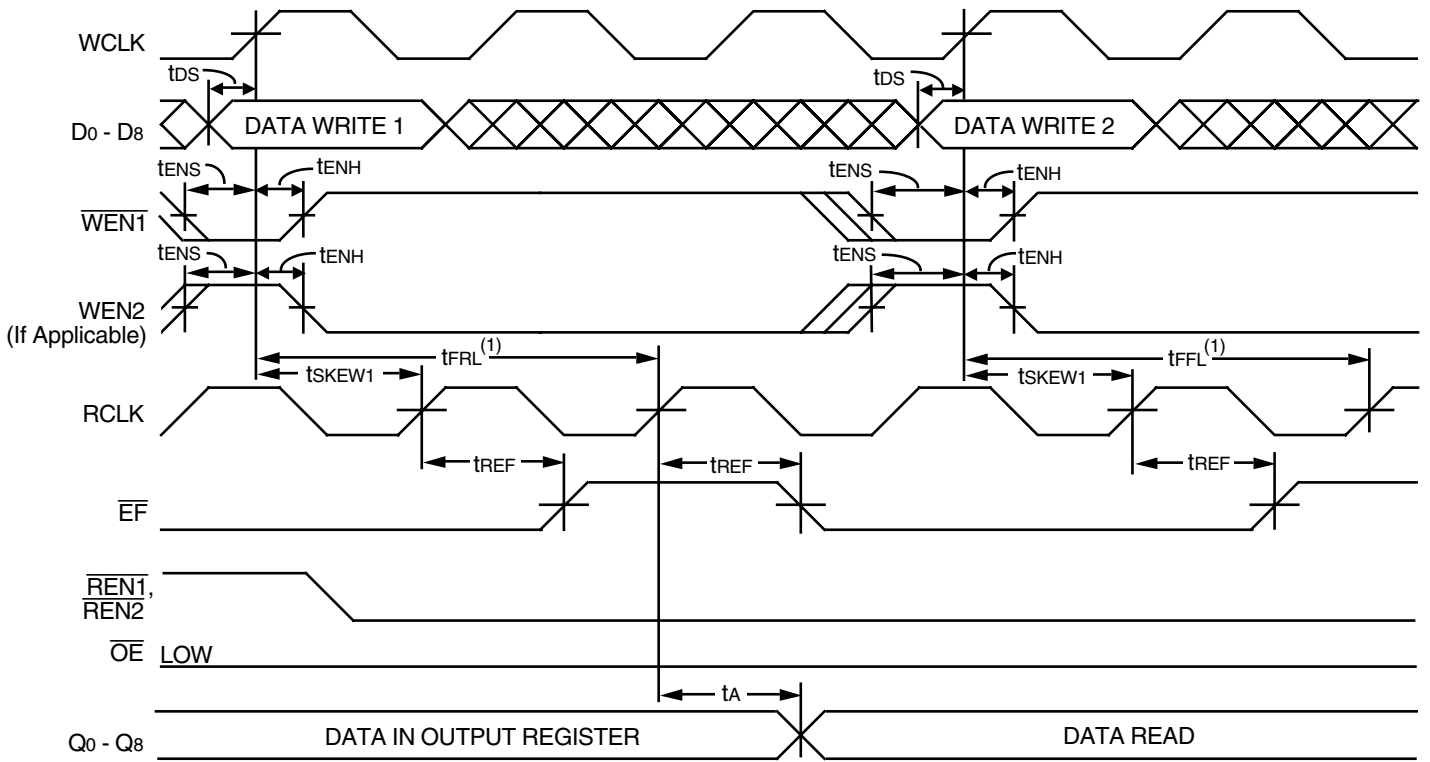 WCLK
tDS tDS
D0 - D8 DATA WRITE 1 DATA WRITE 2
tENS tENH tENS tENH
WEN1
tENS tENH tENS tENH
WEN2
(If Applicable)
tFRL(1) tFFL(1)
tSKEW1 tSKEW1
RCLK
tREF tREF tREF
EF
REN1,
REN2
OE LOW
tA
Q0 - Q8 DATA IN OUTPUT REGISTER DATA READ